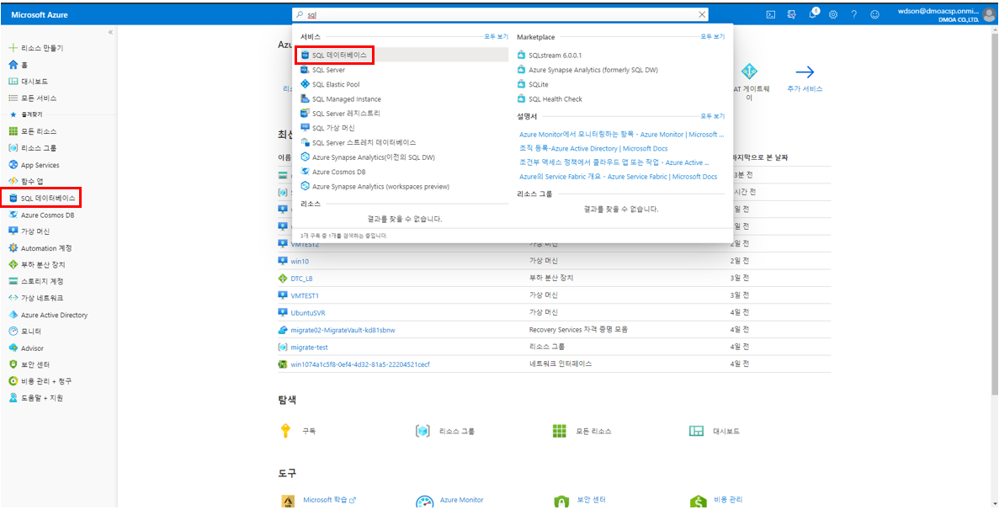 Microsoft Azure
sql
6
wdson@dmoacsp.onmi...
DMOA CO.,LTD.
«
리소스 만들기
홈
대시보드
모든 서비스
즐겨찾기
모든 리소스
리소스 그룹
App Services
함수 앱
SQL 데이터베이스
Azure Cosmos DB
가상 머신
Automation 계정
부하 분산 장치
스토리지 계정
가상 네트워크
Azure Active Directory
모니터
Advisor
보안 센터
비용 관리 + 청구
도움말 + 지원
서비스
모두 보기
SQL 데이터베이스
SQL Server
SQL Elastic Pool
SQL Managed Instance
SQL Server 레지스트리
SQL 가상 머신
SQL Server 스트레치 데이터베이스
Azure Synapse Analytics(이전의 SQL DW)
Azure Cosmos DB
Azure Synapse Analytics (workspaces preview)
리소스
결과를 찾을 수 없습니다.
3개 구독 중 1개를 검색하는 중입니다.
Marketplace
모두 보기
SQLstream 6.0.0.1
Azure Synapse Analytics (formerly SQL DW)
SQLite
SQL Health Check
설명서
모두 보기
Azure Monitor에서 모니터링하는 항목 - Azure Monitor | Microsoft ...
조직 등록-Azure Active Directory | Microsoft Docs
조건부 액세스 정책에서 클라우드 앱 또는 작업 - Azure Active ...
Azure의 Service Fabric 개요 - Azure Service Fabric | Microsoft Docs
리소스 그룹
결과를 찾을 수 없습니다.
Azu
리소
AT 게이트웨
이
추가 서비스
최신
이름
마지막으로 본 날짜
3분 전
시간 전
일 전
일 전
VMTEST2 가상 머신 2일 전
win10 가상 머신 2일 전
DTC_LB 부하 분산 장치 3일 전
VMTEST1 가상 머신 3일 전
UbuntuSVR 가상 머신 4일 전
migrate02-MigrateVault-kd81sbnw Recovery Services 자격 증명 모음 4일 전
migrate-test 리소스 그룹 4일 전
win1074a1c5f8-0ef4-4d32-81a5-22204521cecf 네트워크 인터페이스 4일 전
탐색
구독
리소스 그룹
모든 리소스
대시보드
도구
Microsoft 학습
Azure Monitor
보안 센터
비용 관리